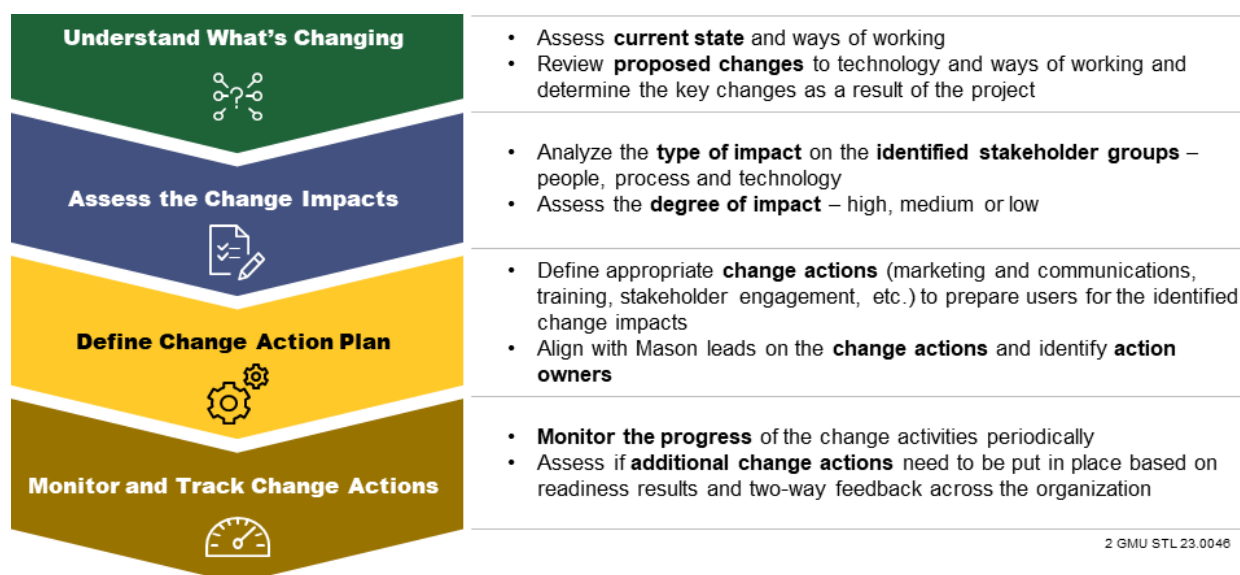 Understand What's Changing
• Assess current state and ways of working
• Review proposed changes to technology and ways of working and
determine the key changes as a result of the project
Assess the Change Impacts
• Analyze the type of impact on the identified stakeholder groups –
people, process and technology
• Assess the degree of impact – high, medium or low
Define Change Action Plan
• Define appropriate change actions (marketing and communications,
training, stakeholder engagement, etc.) to prepare users for the identified
change impacts
• Align with Mason leads on the change actions and identify action
owners
Monitor and Track Change Actions
• Monitor the progress of the change activities periodically
• Assess if additional change actions need to be put in place based on
readiness results and two-way feedback across the organization
2 GMU STL 23.0046